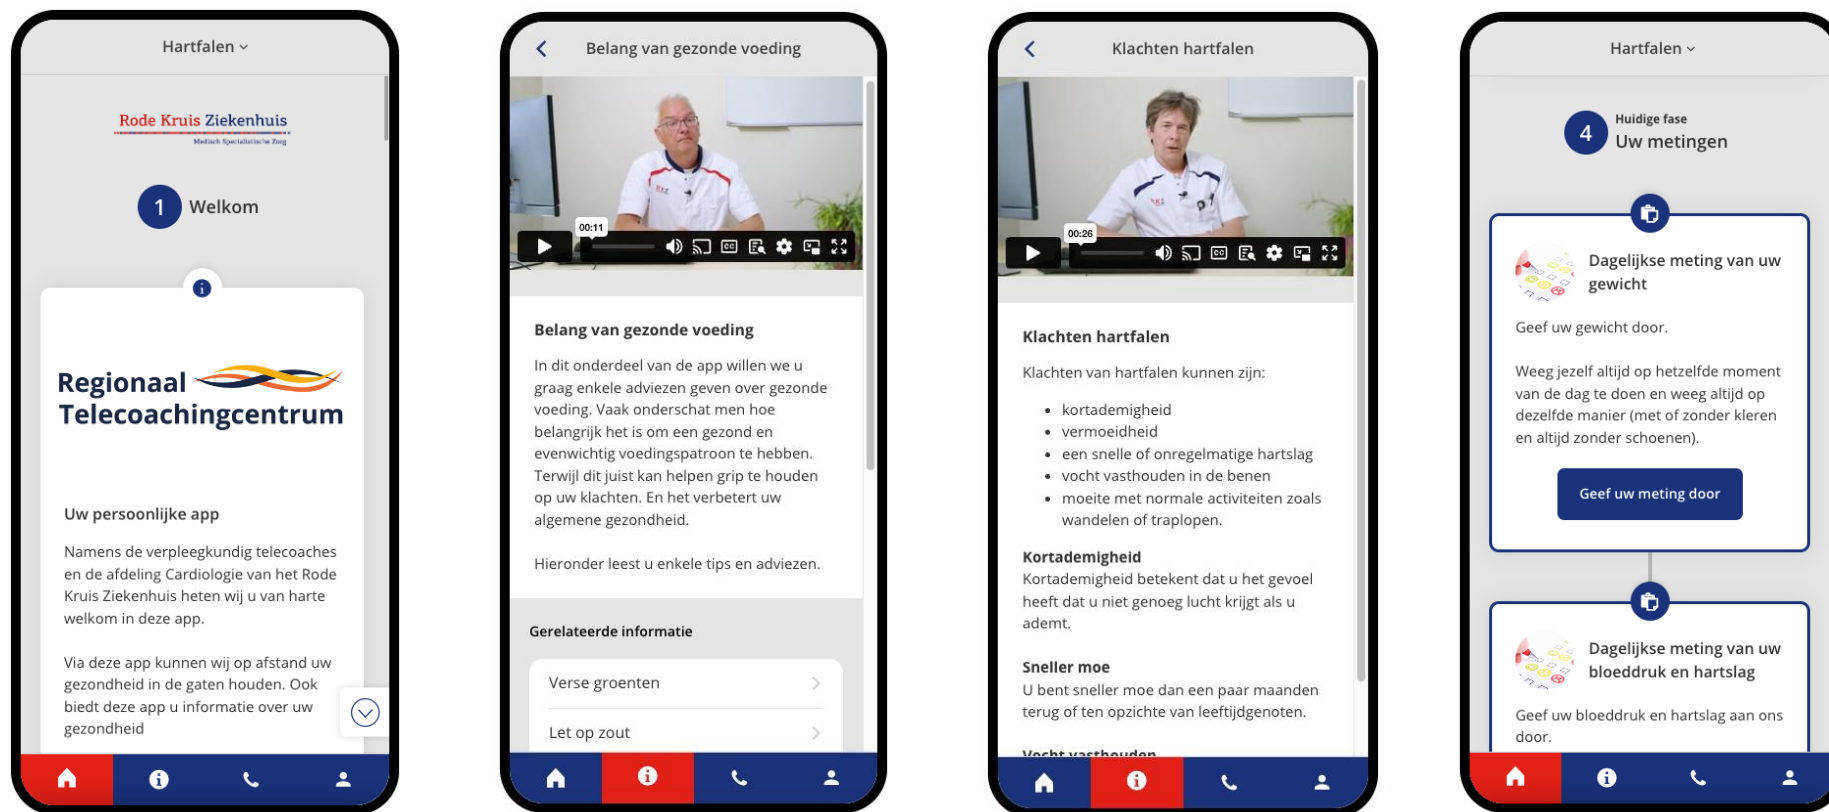 Hartfalen
Rode Kruis Ziekenhuis
Medisch Specialistische Zorg
1 Welkom
Regionaal
Telecoachingcentrum
Uw persoonlijke app
Namens de verpleegkundig telecoaches
en de afdeling Cardiologie van het Rode
Kruis Ziekenhuis heten wij u van harte
welkom in deze app.
Via deze app kunnen wij op afstand uw
gezondheid in de gaten houden. Ook
biedt deze app u informatie over uw
gezondheid
Belang van gezonde voeding
00:11
CC
Belang van gezonde voeding
In dit onderdeel van de app willen we u
graag enkele adviezen geven over gezonde
voeding. Vaak onderschat men hoe
belangrijk het is om een gezond en
evenwichtig voedingspatroon te hebben.
Terwijl dit juist kan helpen grip te houden
op uw klachten. En het verbetert uw
algemene gezondheid.
Hieronder leest u enkele tips en adviezen.
Gerelateerde informatie
Verse groenten
Let op zout
Klachten hartfalen
00:26
CC
Klachten hartfalen
Klachten van hartfalen kunnen zijn:
• kortademigheid
• vermoeidheid
• een snelle of onregelmatige hartslag
• vocht vasthouden in de benen
• moeite met normale activiteiten zoals
wandelen of traplopen.
Kortademigheid
Kortademigheid betekent dat u het gevoel
heeft dat u niet genoeg lucht krijgt als u
ademt.
Sneller moe
U bent sneller moe dan een paar maanden
terug of ten opzichte van leeftijdgenoten.
Vocht vasthouden
Hartfalen
4 Huidige fase
Uw metingen
Dagelijkse meting van uw
gewicht
Geef uw gewicht door.
Weeg jezelf altijd op hetzelfde moment
van de dag te doen en weeg altijd op
dezelfde manier (met of zonder kleren
en altijd zonder schoenen).
Geef uw meting door
Dagelijkse meting van uw
bloeddruk en hartslag
Geef uw bloeddruk en hartslag aan ons
door.